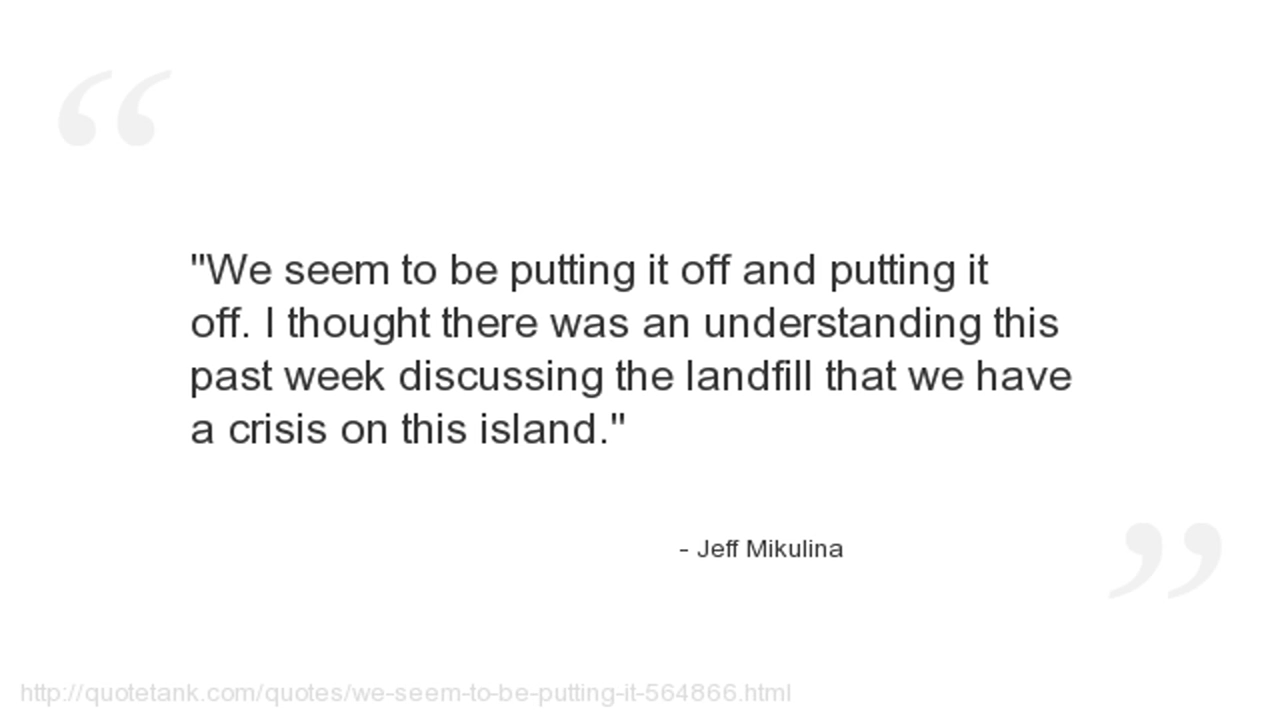 "We seem to be putting it off and putting it
off. I thought there was an understanding this
past week discussing the landfill that we have
a crisis on this island."
- Jeff Mikulina
http://quotetank.com/quotes/we-seem-to-be-putting-it-564866.html